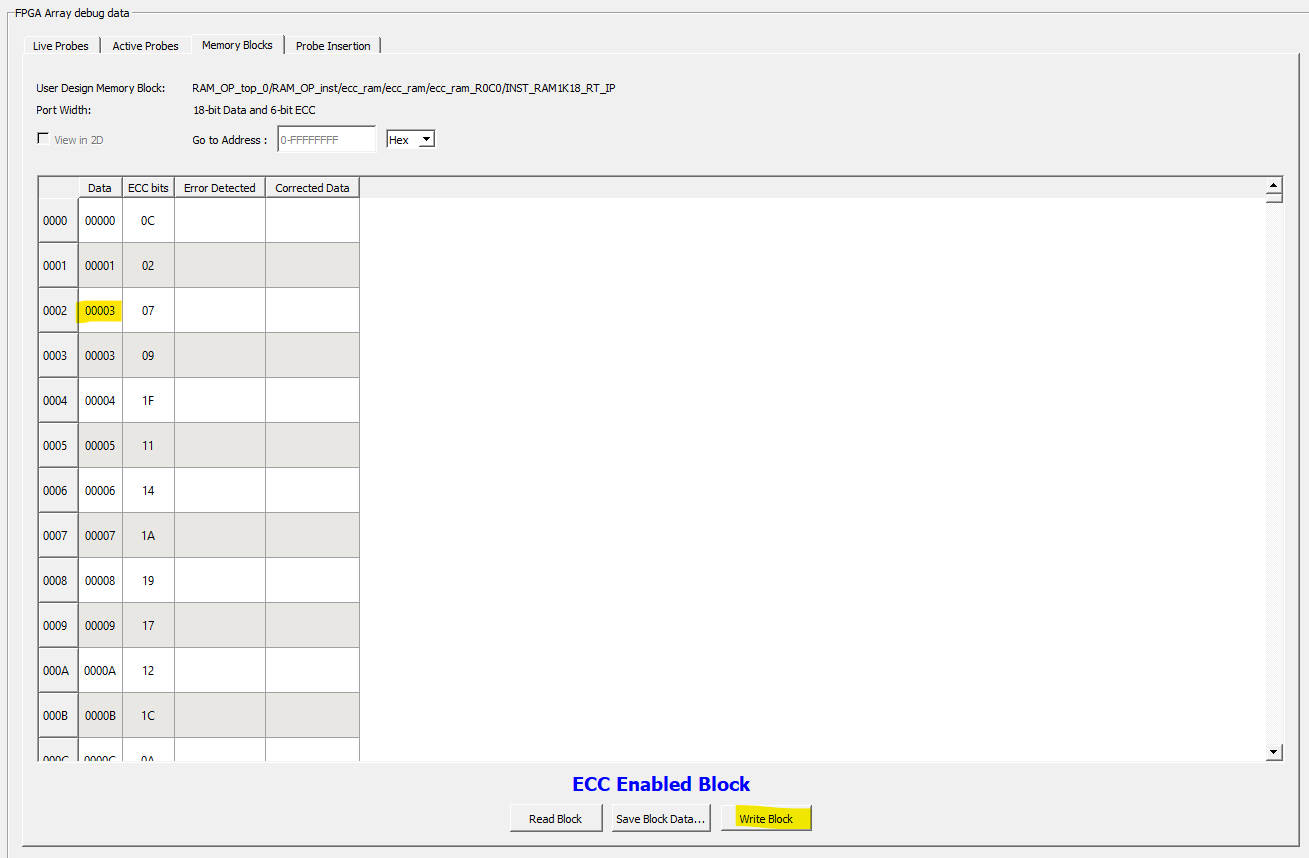 FPGA Array debug data
Live Probes Active Probes Memory Blocks Probe Insertion
User Design Memory Block: RAM_OP_top_0/RAM_OP_inst/ecc_ram/ecc_ram/ecc_ram_R0C0/INST_RAM1K18_RT_IP
Port Width: 18-bit Data and 6-bit ECC
View in 2D Go to Address : 0-FFFFFFFF Hex
Data ECC bits Error Detected Corrected Data
0000 00000 0C
0001 00001 02
0002 00003 07
0003 00003 09
0004 00004 1F
0005 00005 11
0006 00006 14
0007 00007 1A
0008 00008 19
0009 00009 17
000A 0000A 12
000B 0000B 1C
000C 0000C 0A
ECC Enabled Block
Read Block Save Block Data... Write Block